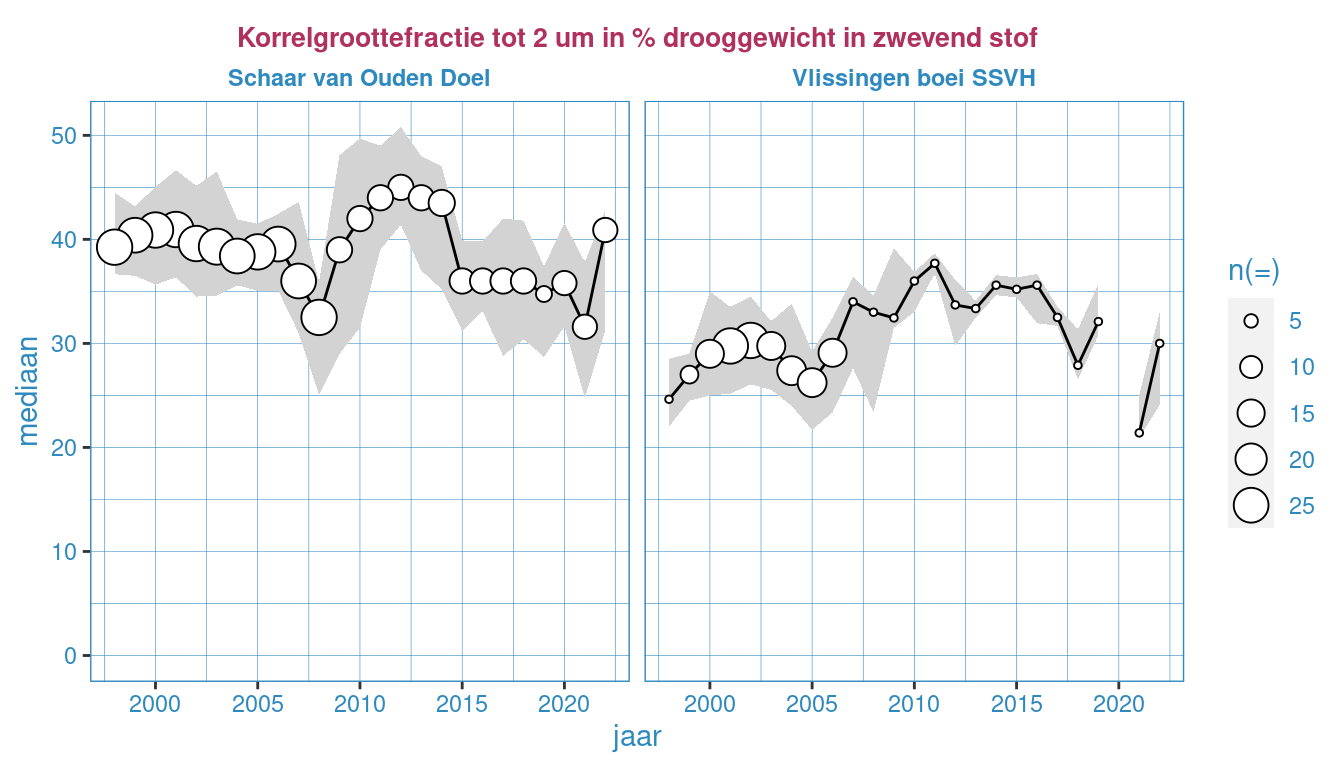 Korrelgroottefractie tot 2 um in % drooggewicht in zwevend stof
Schaar van Ouden Doel
Vlissingen boei SSVH
mediaan
50
40
30
20
10
0
2000 2005 2010 2015 2020
2000 2005 2010 2015 2020
jaar
n(=)
5
10
15
20
25